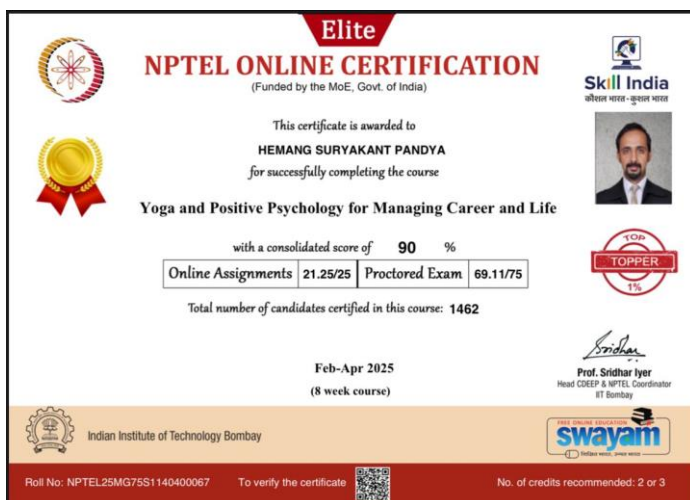 Elite
NPTEL ONLINE CERTIFICATION
(Funded by the MoE, Govt. of India)
Skill India
कौशल भारत - कुशल भारत
This certificate is awarded to
HEMANG SURYAKANT PANDYA
for successfully completing the course
Yoga and Positive Psychology for Managing Career and Life
with a consolidated score of 90 %
Online Assignments 21.25/25 Proctored Exam 69.11/75
TOP
TOPPER
1%
Total number of candidates certified in this course: 1462
Feb-Apr 2025
(8 week course)
Sridhar
Prof. Sridhar Iyer
Head CDEEP & NPTEL Coordinator
IIT Bombay
Indian Institute of Technology Bombay
FREE ONLINE EDUCATION
swayam
शिक्षित भारत, उन्नत भारत
Roll No: NPTEL25MG75S1140400067 To verify the certificate No. of credits recommended: 2 or 3